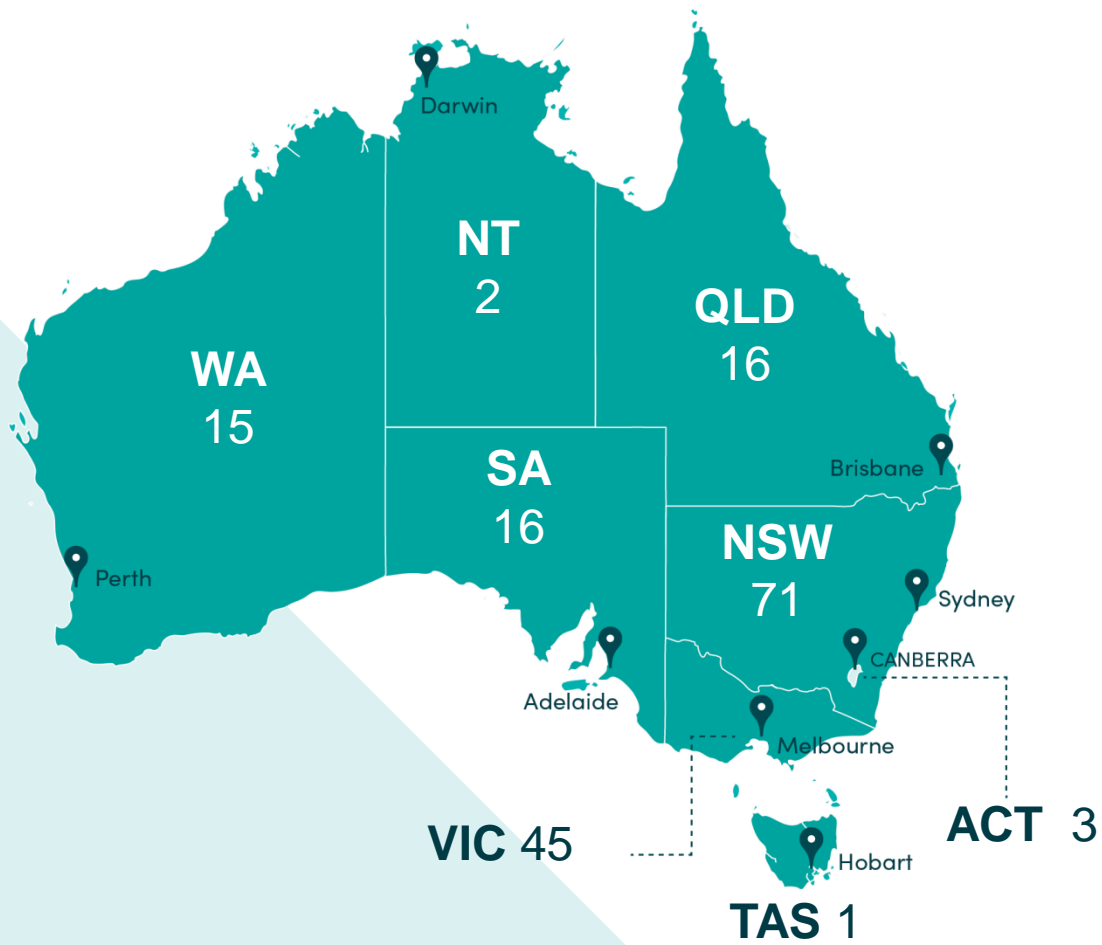 Darwin
NT
2
QLD
16
WA
15
Brisbane
SA
16
NSW
71
Perth
Sydney
CANBERRA
Adelaide
Melbourne
ACT 3
VIC 45
Hobart
TAS 1